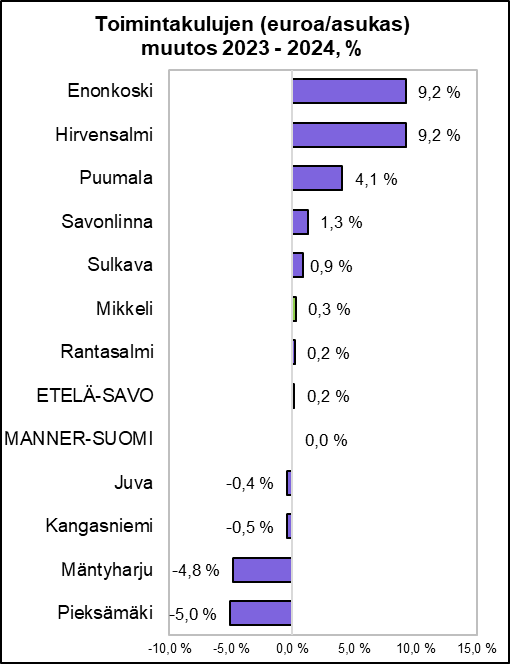 Toimintakulujen (euroa/asukas)
muutos 2023 - 2024, %
Enonkoski 9,2 %
Hirvensalmi 9,2 %
Puumala 4,1 %
Savonlinna 1,3 %
Sulkava 0,9 %
Mikkeli 0,3 %
Rantasalmi 0,2 %
ETELÄ-SAVO 0,2 %
MANNER-SUOMI 0,0 %
Juva -0,4 %
Kangasniemi -0,5 %
Mäntyharju -4,8 %
Pieksämäki -5,0 %
-10,0 % -5,0 % 0,0 % 5,0 % 10,0 % 15,0 %